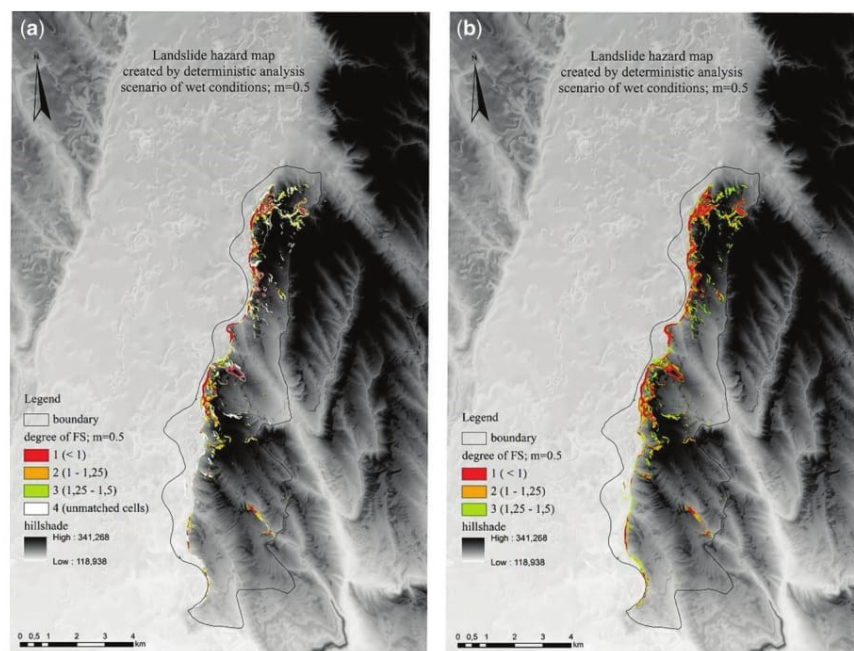 (a)
N
Landslide hazard map
created by deterministic analysis
scenario of wet conditions; m=0.5
Legend
boundary
degree of FS; m=0.5
1 (< 1)
2 (1 - 1,25)
3 (1,25 - 1,5)
4 (unmatched cells)
hillshade
High : 341,268
Low : 118,938
0 0,5 1 2 3 4
km
(b)
N
Landslide hazard map
created by deterministic analysis
scenario of wet conditions; m=0.5
Legend
boundary
degree of FS; m=0.5
1 (< 1)
2 (1 - 1,25)
3 (1,25 - 1,5)
hillshade
High : 341,268
Low : 118,938
0 0,5 1 2 3 4
km